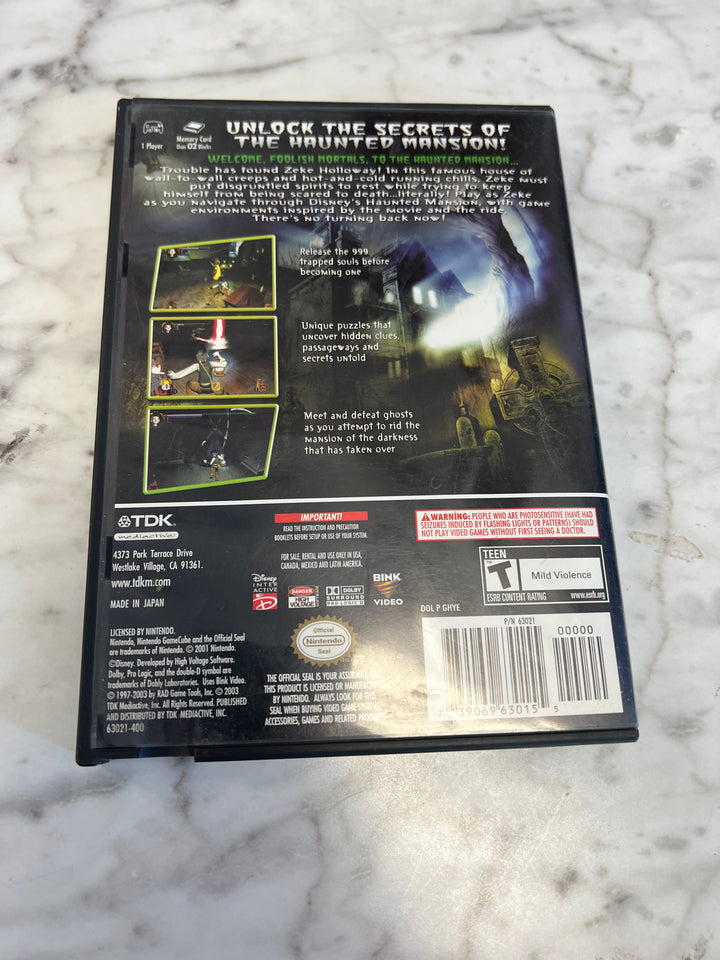 UNLOCK THE SECRETS OF
THE HAUNTED MANSION!
1 Player
Memory Card
Uses 02 Blocks
WELCOME, FOOLISH MORTALS, TO THE HAUNTED MANSION...
Trouble has found Zeke Holloway! In this famous house of
wall-to-wall creeps and hot-and-cold running chills, Zeke must
put disgruntled spirits to rest while trying to keep
himself from being scared to death...literally! Play as Zeke
as you navigate through Disney's Haunted Mansion, with game
environments inspired by the movie and the ride.
There's no turning back now!
Release the 999
trapped souls before
becoming one
Unique puzzles that
uncover hidden clues,
passageways and
secrets untold
Meet and defeat ghosts
as you attempt to rid the
mansion of the darkness
that has taken over
TDK
mediactive
4373 Park Terrace Drive
Westlake Village, CA 91361.
www.tdkm.com
MADE IN JAPAN
IMPORTANT!
READ THE INSTRUCTION AND PRECAUTION
BOOKLETS BEFORE SETUP OR USE OF YOUR SYSTEM.
FOR SALE, RENTAL AND USE ONLY IN USA,
CANADA, MEXICO AND LATIN AMERICA.
WARNING: PEOPLE WHO ARE PHOTOSENSITIVE (HAVE HAD
SEIZURES INDUCED BY FLASHING LIGHTS OR PATTERNS) SHOULD
NOT PLAY VIDEO GAMES WITHOUT FIRST SEEING A DOCTOR.
Disney
INTER
ACTIVE
DANGER
HIGH
VOLTAGE
DOLBY
SURROUND
PRO LOGIC II
BINK
VIDEO
TEEN
T
Mild Violence
ESRB CONTENT RATING
www.esrb.org
DOL P GHYE
P/N 63021
00000
39069 63015 5
Official
Nintendo
Seal
LICENSED BY NINTENDO.
Nintendo, Nintendo GameCube and the Official Seal
are trademarks of Nintendo. © 2001 Nintendo.
©Disney. Developed by High Voltage Software.
Dolby, Pro Logic, and the double-D symbol are
trademarks of Dobly Laboratories. Uses Bink Video.
© 1997-2003 by RAD Game Tools, Inc. © 2003
TDK Mediactive, Inc. All Rights Reserved. PUBLISHED
AND DISTRIBUTED BY TDK MEDIACTIVE, INC.
63021-400
THE OFFICIAL SEAL IS YOUR ASSURANCE
THIS PRODUCT IS LICENSED OR MANUFACTURED
BY NINTENDO. ALWAYS LOOK FOR THIS
SEAL WHEN BUYING VIDEO GAME SYSTEMS,
ACCESSORIES, GAMES AND RELATED PRODUCTS.